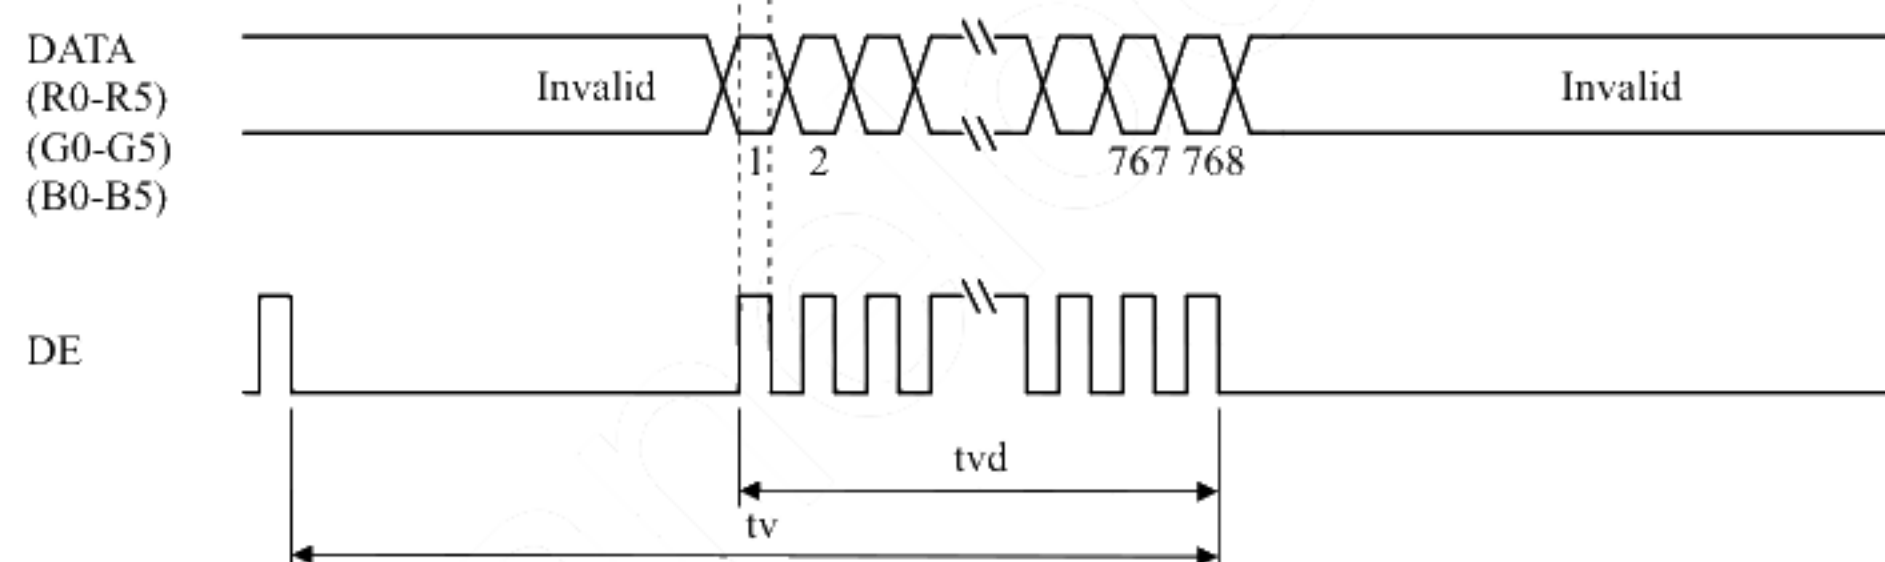 DATA
(R0-R5)
(G0-G5)
(B0-B5)
Invalid
Invalid
1 2 767 768
DE
tvd
tv